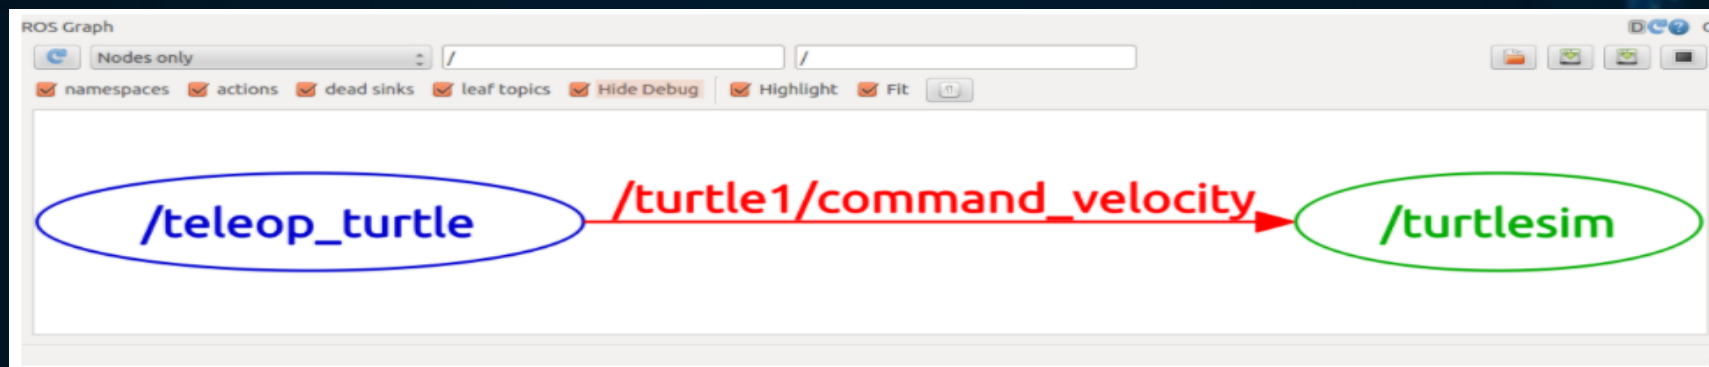 ROS Graph
Nodes only / /
namespaces actions dead sinks leaf topics Hide Debug Highlight Fit
/teleop_turtle /turtle1/command_velocity /turtlesim